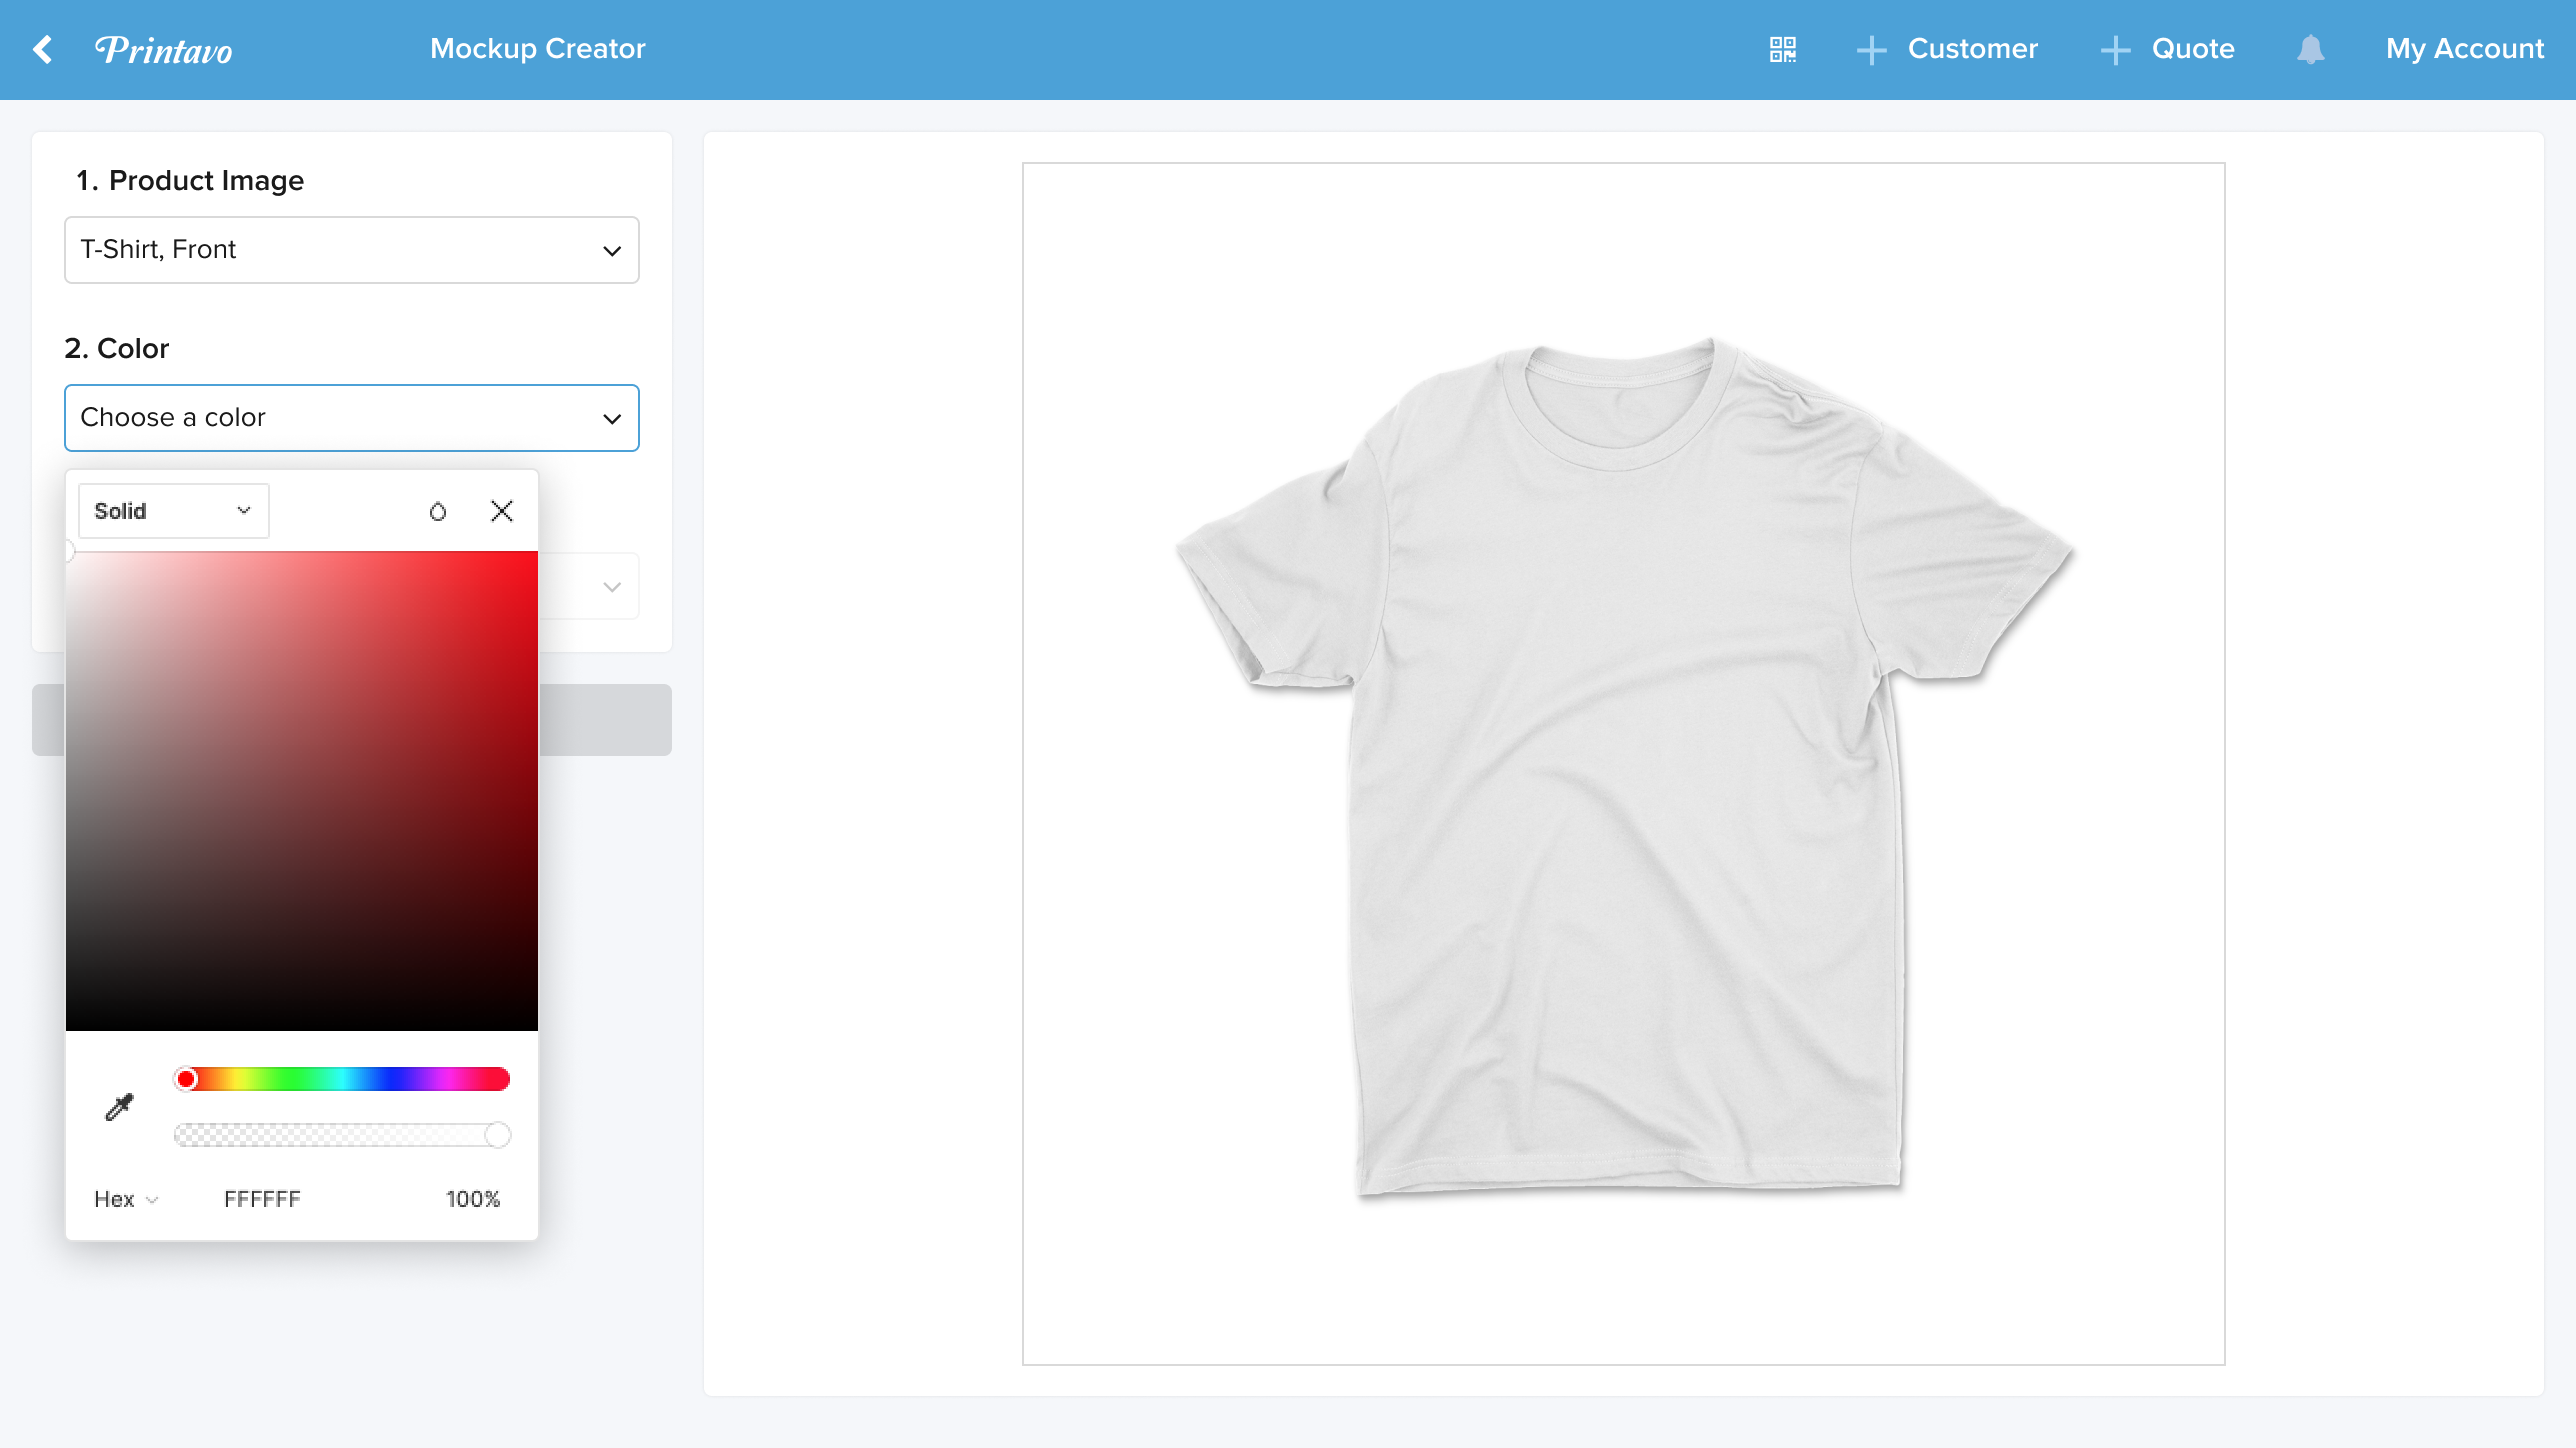 Printavo
Mockup Creator
Customer
Quote
My Account
1. Product Image
T-Shirt, Front
2. Color
Choose a color
Solid
Hex
FFFFFF
100%